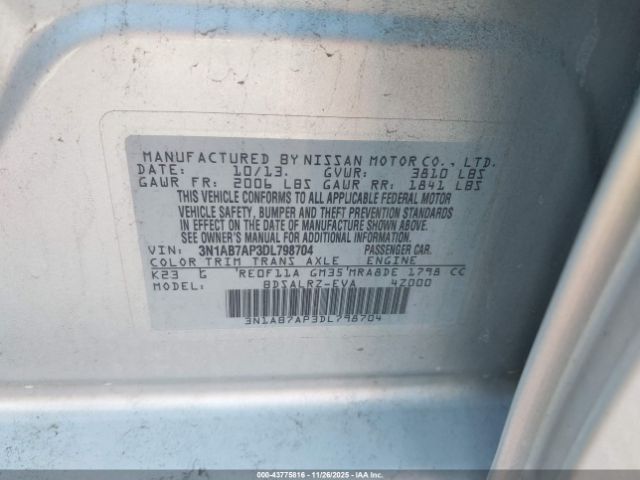 MANUFACTURED BY NISSAN MOTOR CO., LTD.
DATE: 10/13. GVWR: 3810 LBS
GAWR FR: 2006 LBS GAWR RR: 1841 LBS
THIS VEHICLE CONFORMS TO ALL APPLICABLE FEDERAL MOTOR
VEHICLE SAFETY, BUMPER AND THEFT PREVENTION STANDARDS
IN EFFECT ON THE DATE OF MANUFACTURE SHOWN ABOVE.
SEE OWNER'S MANUAL FOR ADDITIONAL INFORMATION.
VIN: 3N1AB7AP3DL798704 PASSENGER CAR.
COLOR TRIM TRANS AXLE ENGINE
K23 G 'RE0F11A GM35'MRA8DE 1798 CC
MODEL: BDSALRZ-EVA 4Z000
3N1AB7AP3DL798704
000-43775816 - 11/26/2025 - IAAI.COM